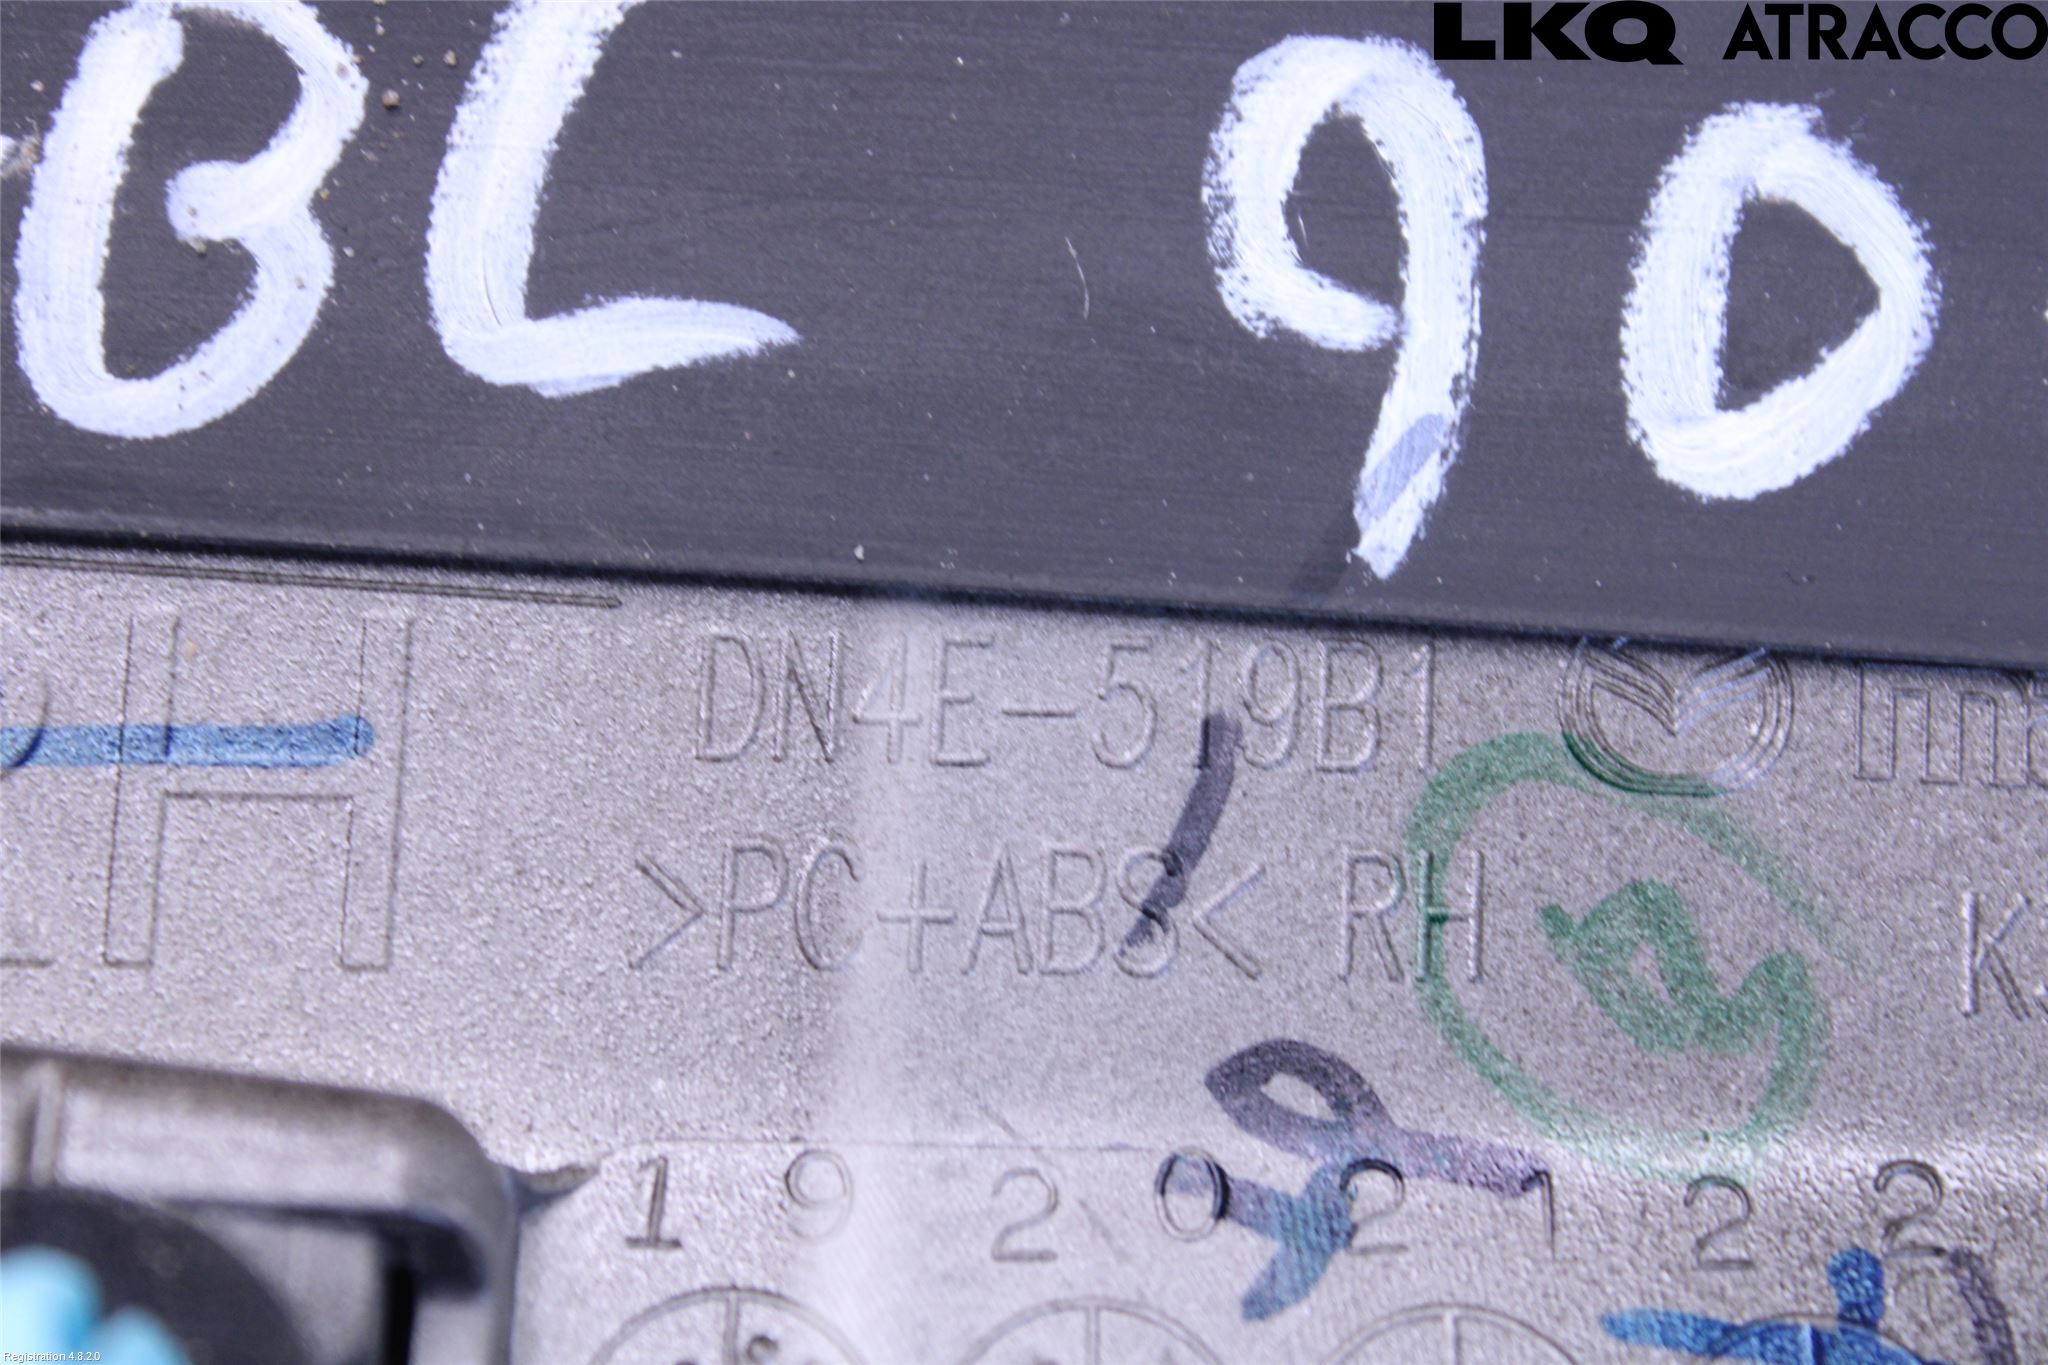 LKQ ATRACCO
BL 90
H DN4E-519B1
>PC+ABS< RH
19 20 21 22
Registration 4.8.2.0